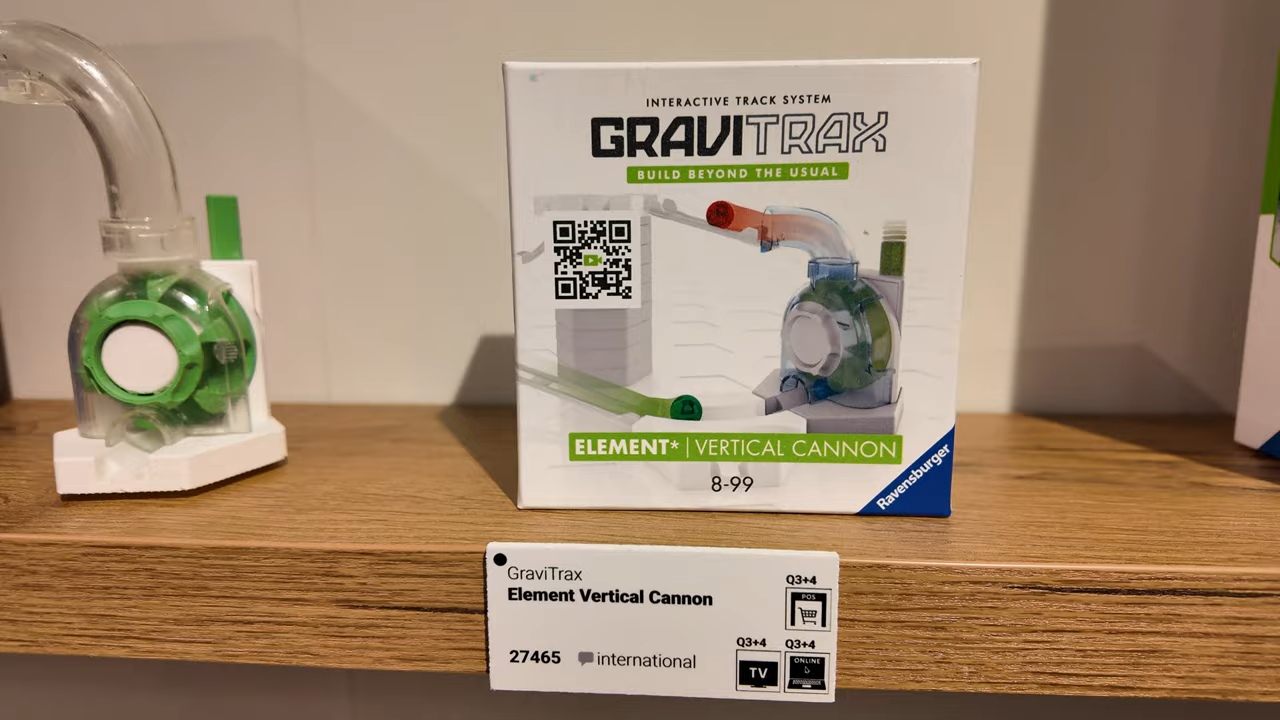 INTERACTIVE TRACK SYSTEM
GRAVITRAX
BUILD BEYOND THE USUAL
ELEMENT* | VERTICAL CANNON
8-99
Ravensburger
GraviTrax
Element Vertical Cannon
27465 international
Q3+4
POS
Q3+4 Q3+4
TV ONLINE